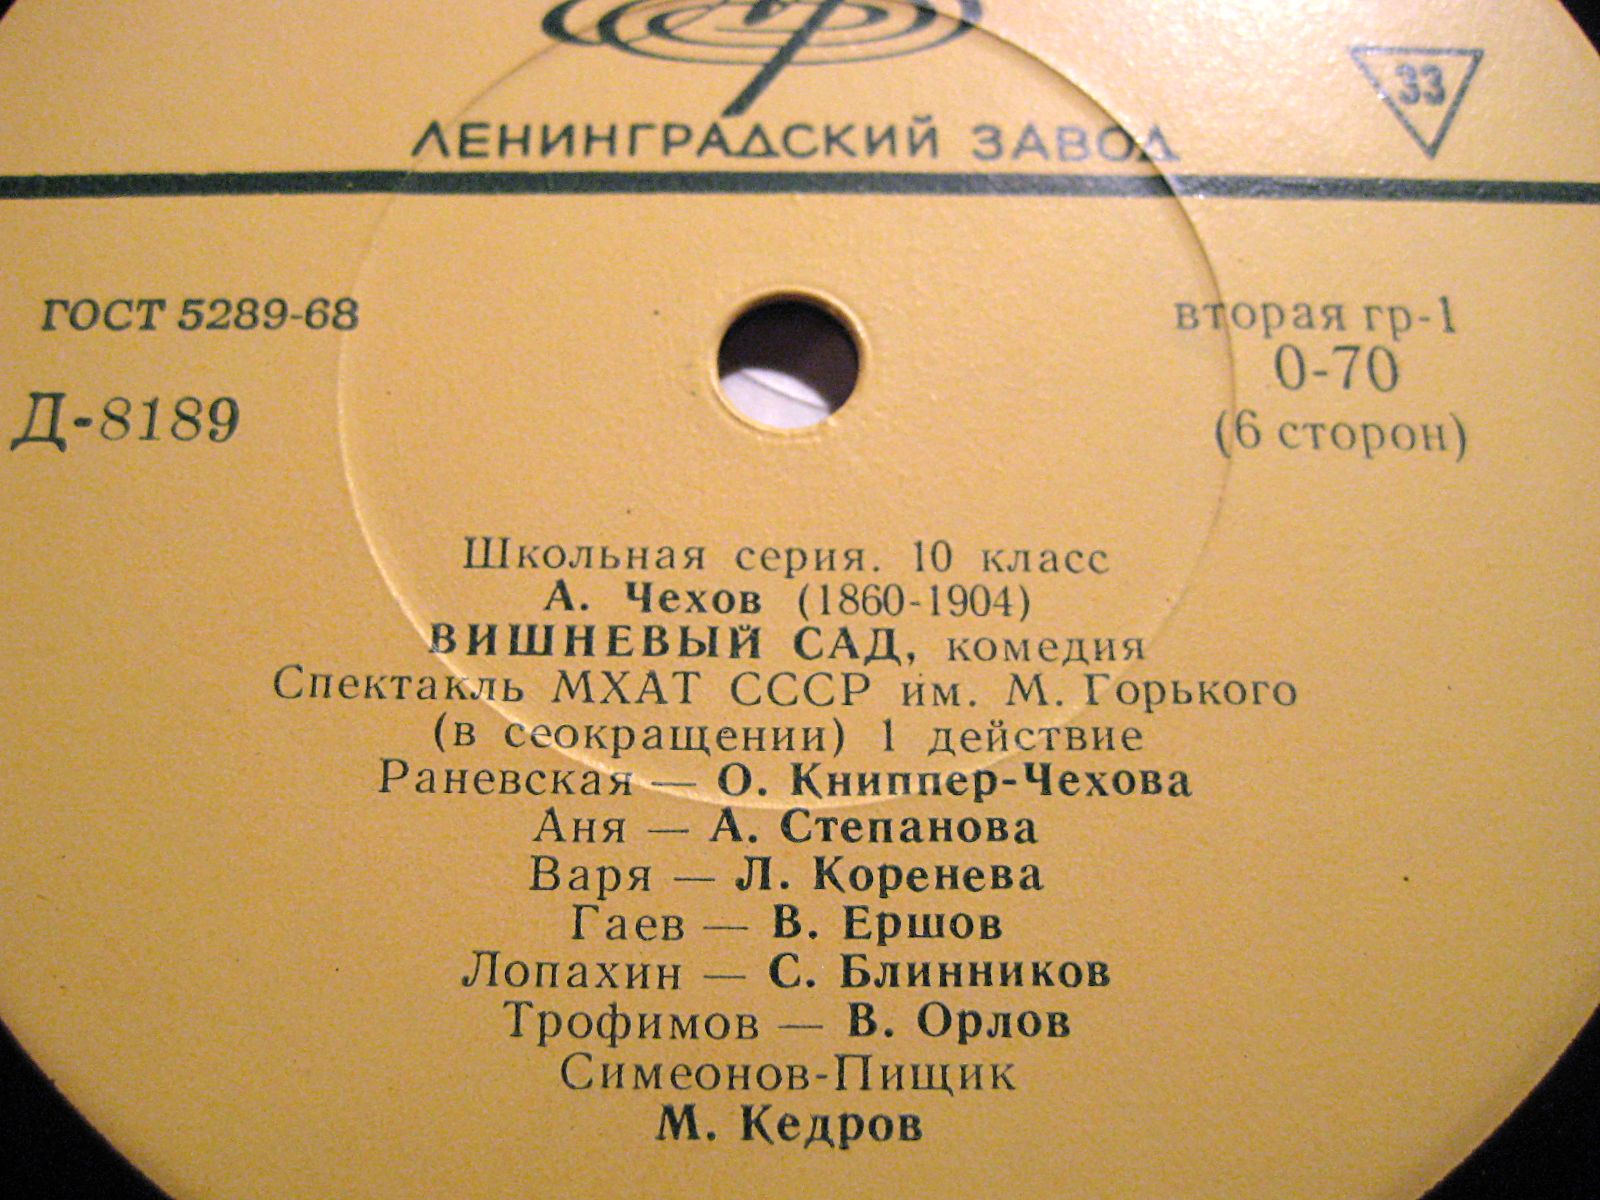 ЛЕНИНГРАДСКИЙ ЗАВОД
33
ГОСТ 5289-68
вторая гр-1
Д-8189
0-70
(6 сторон)
Школьная серия. 10 класс
А. Чехов (1860-1904)
ВИШНЕВЫЙ САД, комедия
Спектакль МХАТ СССР им. М. Горького
(в сеокращении) 1 действие
Раневская — О. Книппер-Чехова
Аня — А. Степанова
Варя — Л. Коренева
Гаев — В. Ершов
Лопахин — С. Блинников
Трофимов — В. Орлов
Симеонов-Пищик
М. Кедров